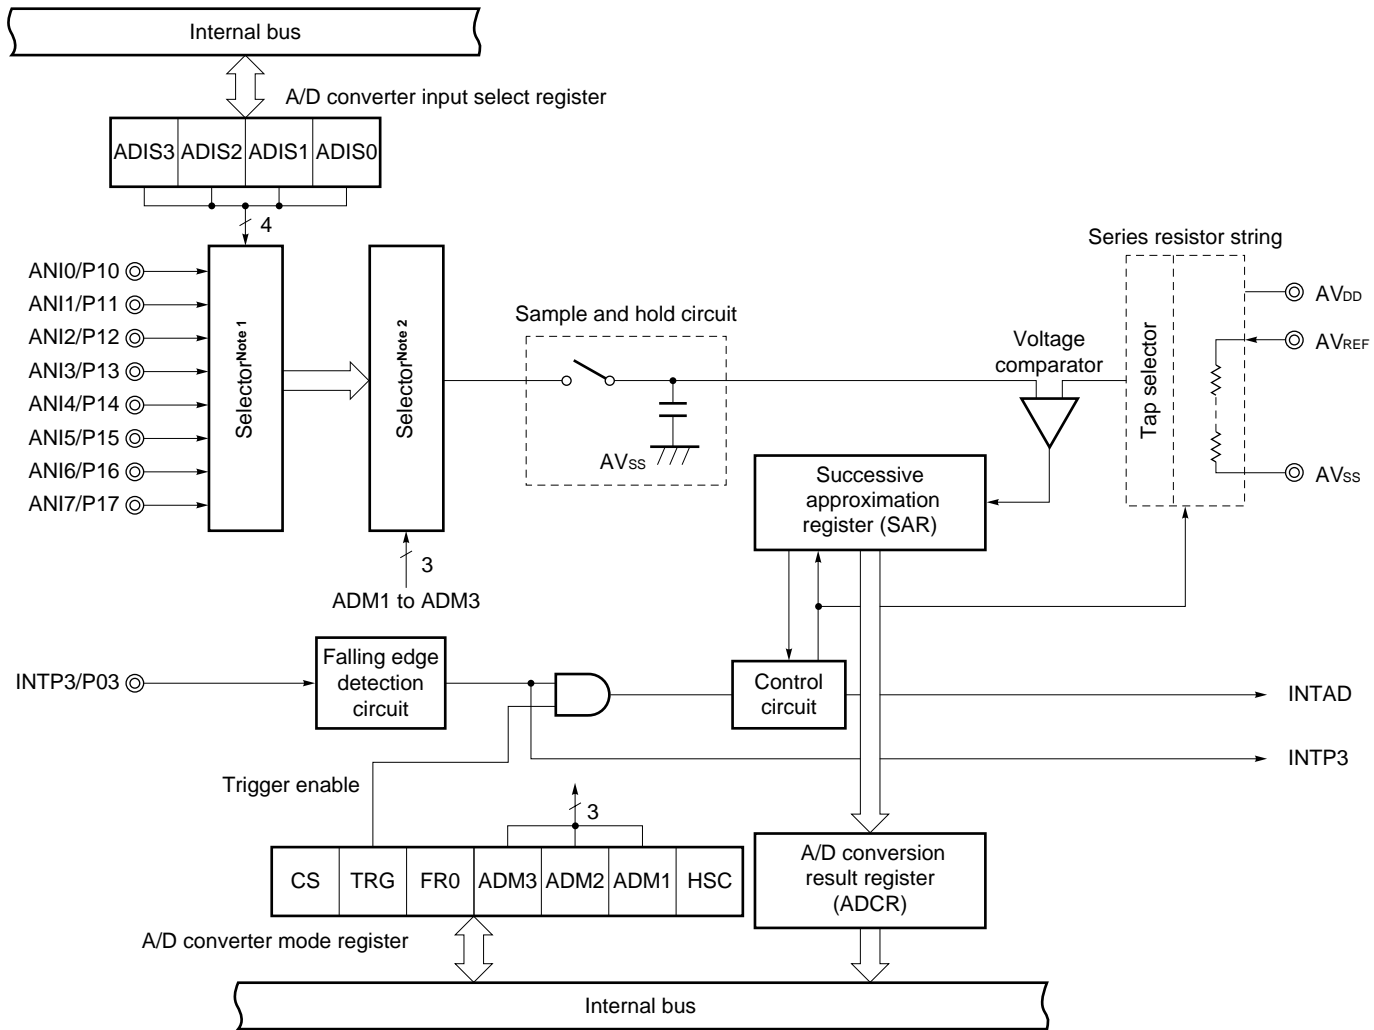 Internal bus
A/D converter input select register
ADIS3 ADIS2 ADIS1 ADIS0
4
ANI0/P10
ANI1/P11
ANI2/P12
ANI3/P13
ANI4/P14
ANI5/P15
ANI6/P16
ANI7/P17
SelectorNote 1
SelectorNote 2
3
ADM1 to ADM3
Sample and hold circuit
AVSS
Voltage
comparator
Series resistor string
Tap selector
AVDD
AVREF
AVSS
Successive
approximation
register (SAR)
INTP3/P03
Falling edge
detection
circuit
Control
circuit
INTAD
INTP3
Trigger enable
3
CS TRG FR0 ADM3 ADM2 ADM1 HSC
A/D converter mode register
A/D conversion
result register
(ADCR)
Internal bus